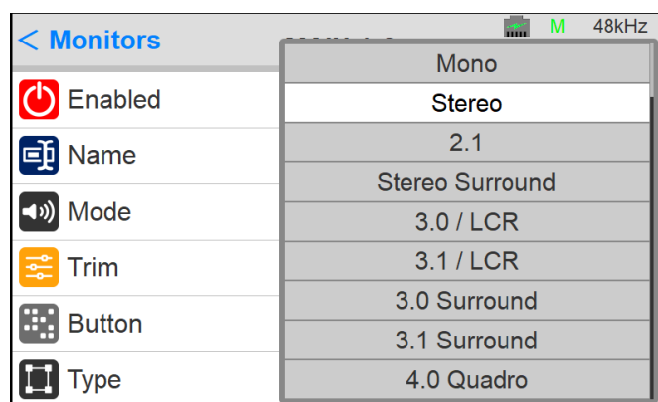 < Monitors
M 48kHz
Enabled
Name
Mode
Trim
Button
Type
Mono
Stereo
2.1
Stereo Surround
3.0 / LCR
3.1 / LCR
3.0 Surround
3.1 Surround
4.0 Quadro